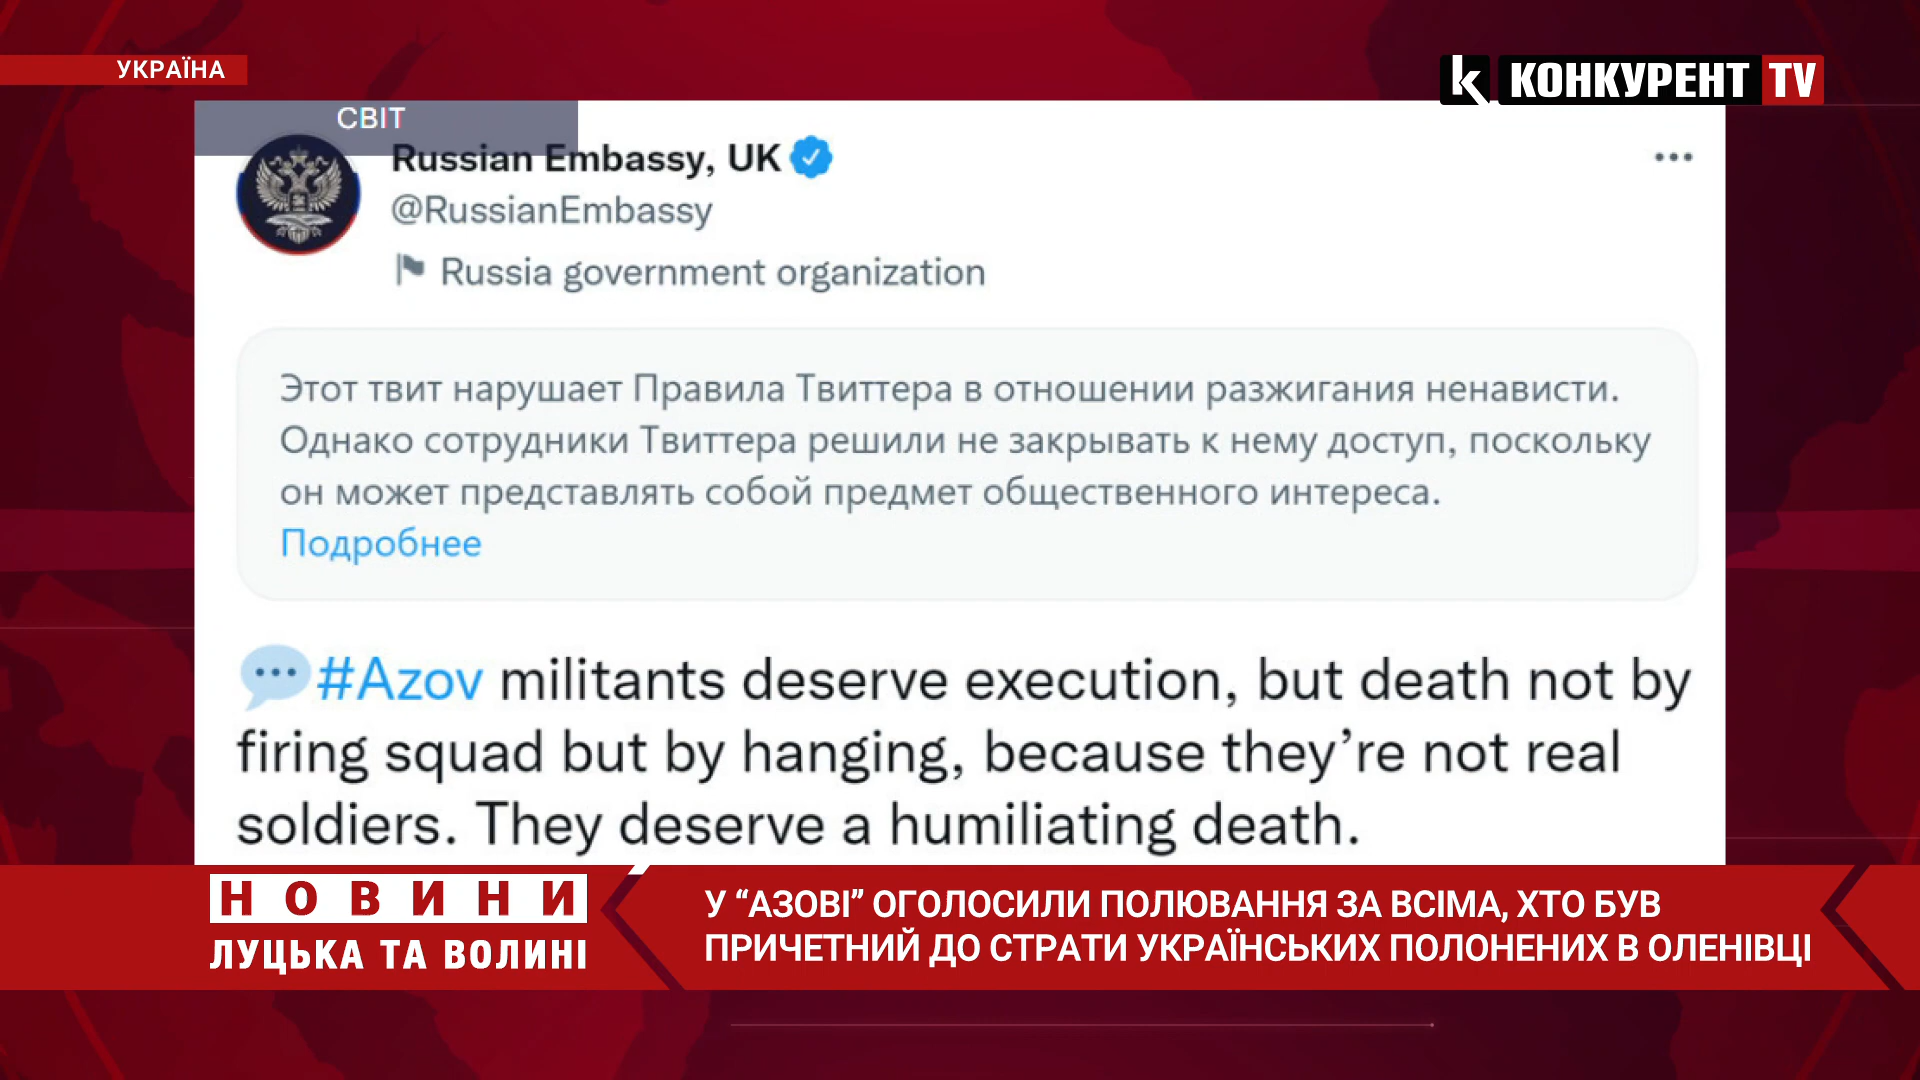 УКРАЇНА
КОНКУРЕНТ TV
СВІТ
Russian Embassy, UK
@RussianEmbassy
Russia government organization
Этот твит нарушает Правила Твиттера в отношении разжигания ненависти.
Однако сотрудники Твиттера решили не закрывать к нему доступ, поскольку
он может представлять собой предмет общественного интереса.
Подробнее
#Azov militants deserve execution, but death not by
firing squad but by hanging, because they’re not real
soldiers. They deserve a humiliating death.
НОВИНИ
ЛУЦЬКА ТА ВОЛИНІ
У “АЗОВІ” ОГОЛОСИЛИ ПОЛЮВАННЯ ЗА ВСІМА, ХТО БУВ
ПРИЧЕТНИЙ ДО СТРАТИ УКРАЇНСЬКИХ ПОЛОНЕНИХ В ОЛЕНІВЦІ